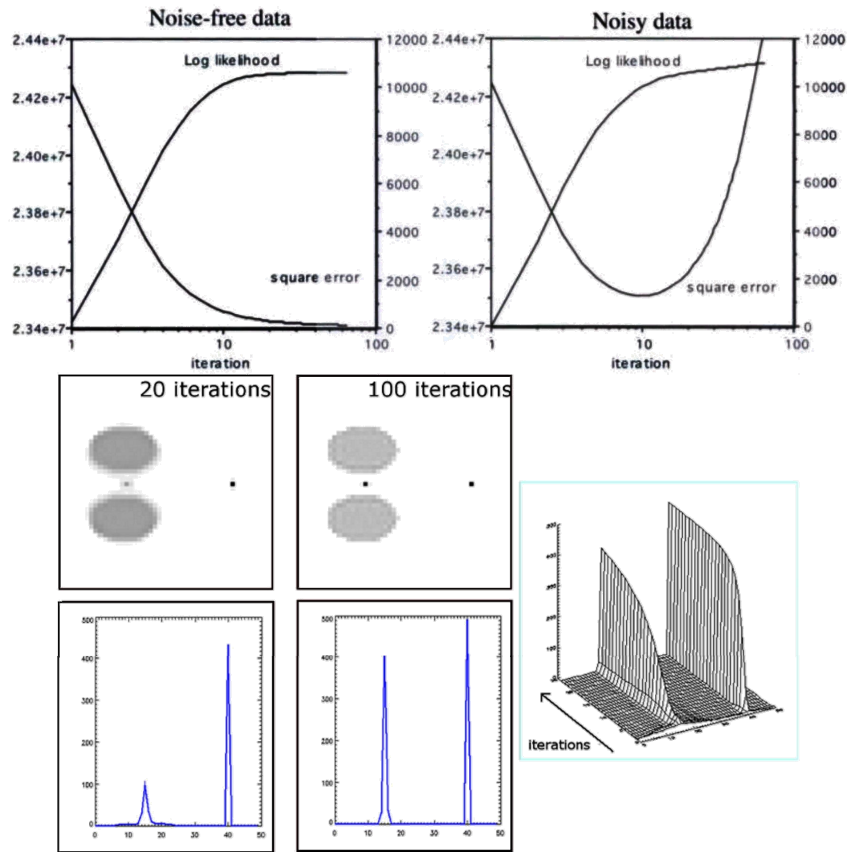 Noise-free data
Noisy data
2.44e+7
12000
2.44e+7
12000
Log likelihood
Log likelihood
2.42e+7
10000
2.42e+7
10000
2.40e+7
8000
2.40e+7
8000
6000
6000
2.38e+7
4000
2.38e+7
4000
2.36e+7
square error
2000
2.36e+7
square error
2000
2.34e+7
0
2.34e+7
0
1
10
100
1
10
100
iteration
iteration
20 iterations
100 iterations
500
400
300
200
100
0
0
10
20
30
40
50
500
400
300
200
100
0
0
10
20
30
40
50
iterations